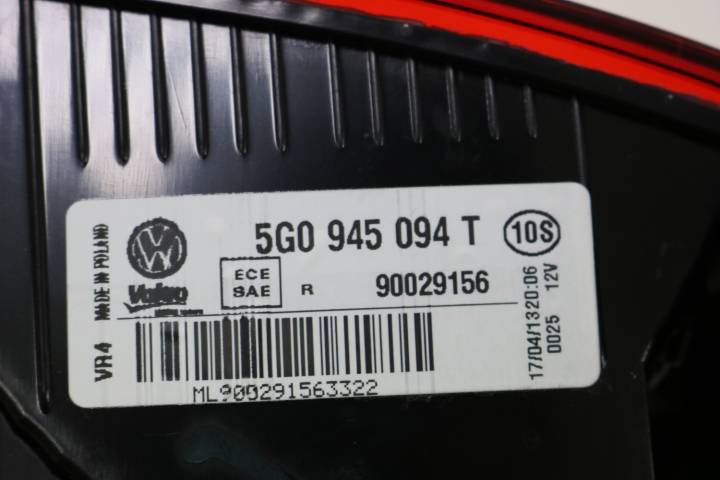 5G0 945 094 T
10S
MADE IN POLAND
VR4
VW
Valeo
ECE
SAE
R
90029156
ML900291563322
17/04/13 20:06
0025 12V